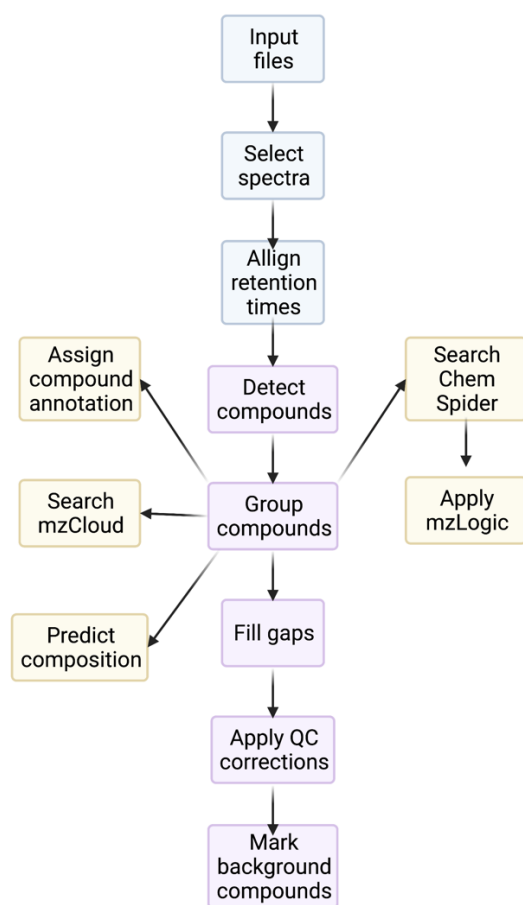 Input
files
Select
spectra
Allign
retention
times
Assign
compound
annotation
Detect
compounds
Search
Chem
Spider
Search
mzCloud
Group
compounds
Apply
mzLogic
Predict
composition
Fill gaps
Apply QC
corrections
Mark
background
compounds